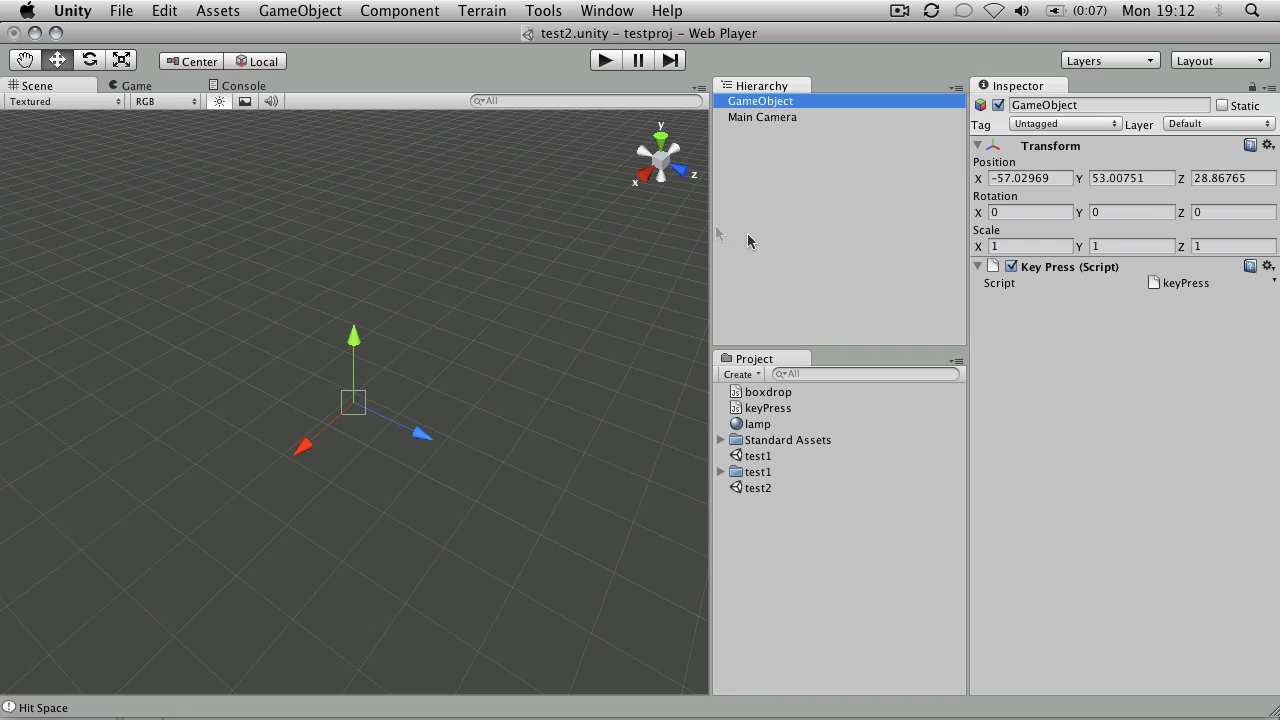 Unity File Edit Assets GameObject Component Terrain Tools Window Help (0:07) Mon 19:12
test2.unity - testproj - Web Player
Center Local Layers Layout
Scene Game Console
Textured RGB All
y
x z
Hierarchy
GameObject
Main Camera
Project
Create All
boxdrop
keyPress
lamp
Standard Assets
test1
test1
test2
Inspector
GameObject Static
Tag Untagged Layer Default
Transform
Position
X -57.02969 Y 53.00751 Z 28.86765
Rotation
X 0 Y 0 Z 0
Scale
X 1 Y 1 Z 1
Key Press (Script)
Script keyPress
Hit Space